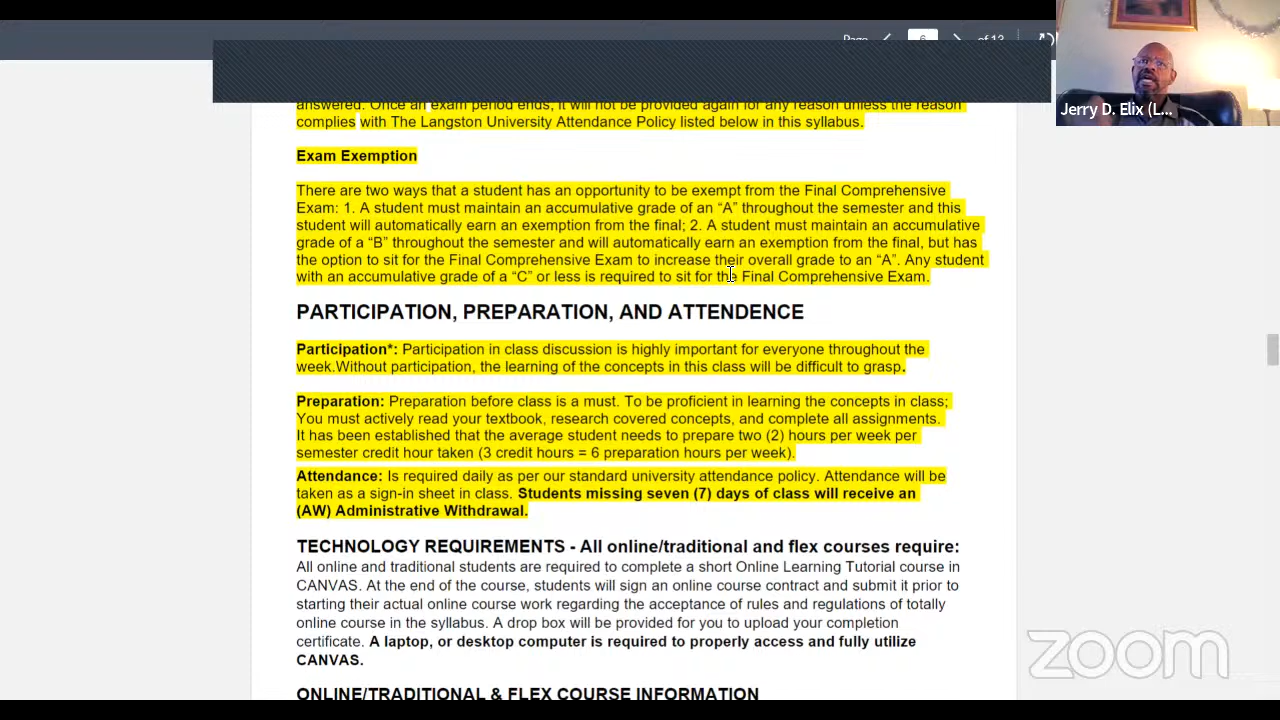 Page 6 of 13
Jerry D. Elix (L...
answered. Once an exam period ends, it will not be provided again for any reason unless the reason
complies with The Langston University Attendance Policy listed below in this syllabus.
Exam Exemption
There are two ways that a student has an opportunity to be exempt from the Final Comprehensive
Exam: 1. A student must maintain an accumulative grade of an “A” throughout the semester and this
student will automatically earn an exemption from the final; 2. A student must maintain an accumulative
grade of a “B” throughout the semester and will automatically earn an exemption from the final, but has
the option to sit for the Final Comprehensive Exam to increase their overall grade to an “A”. Any student
with an accumulative grade of a “C” or less is required to sit for the Final Comprehensive Exam.
PARTICIPATION, PREPARATION, AND ATTENDENCE
Participation*: Participation in class discussion is highly important for everyone throughout the
week.Without participation, the learning of the concepts in this class will be difficult to grasp.
Preparation: Preparation before class is a must. To be proficient in learning the concepts in class;
You must actively read your textbook, research covered concepts, and complete all assignments.
It has been established that the average student needs to prepare two (2) hours per week per
semester credit hour taken (3 credit hours = 6 preparation hours per week).
Attendance: Is required daily as per our standard university attendance policy. Attendance will be
taken as a sign-in sheet in class. Students missing seven (7) days of class will receive an
(AW) Administrative Withdrawal.
TECHNOLOGY REQUIREMENTS - All online/traditional and flex courses require:
All online and traditional students are required to complete a short Online Learning Tutorial course in
CANVAS. At the end of the course, students will sign an online course contract and submit it prior to
starting their actual online course work regarding the acceptance of rules and regulations of totally
online course in the syllabus. A drop box will be provided for you to upload your completion
certificate. A laptop, or desktop computer is required to properly access and fully utilize
CANVAS.
ONLINE/TRADITIONAL & FLEX COURSE INFORMATION
zoom